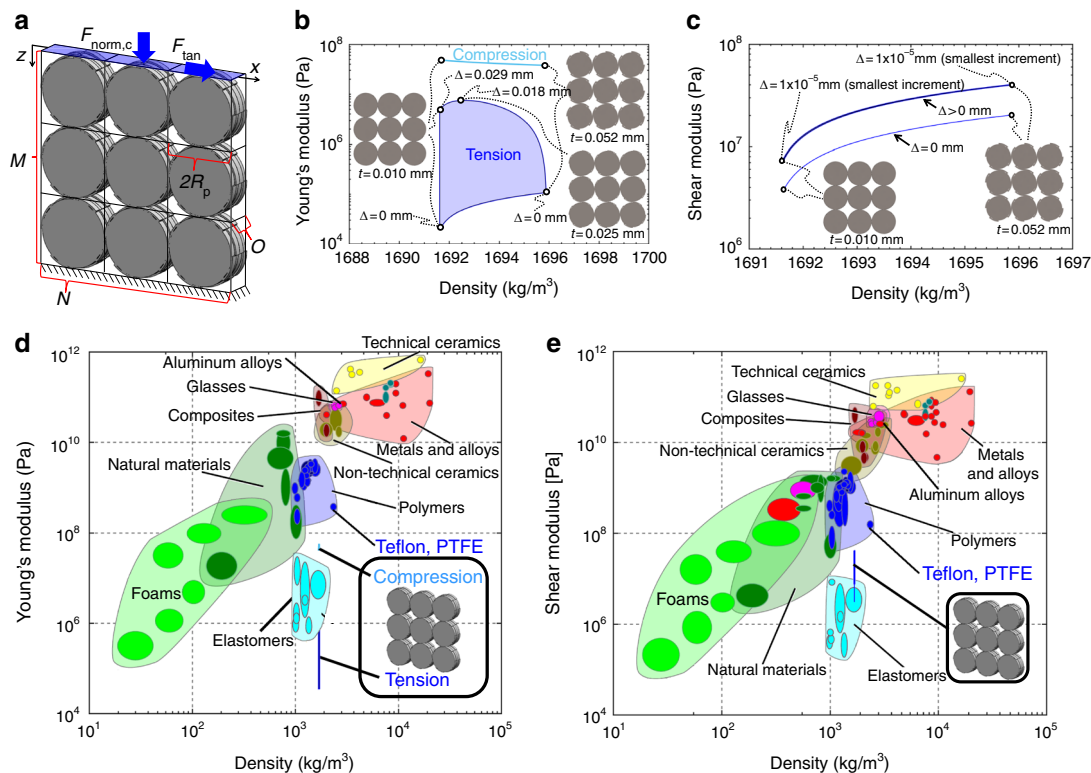 a
F_norm,c
F_tan
z
x
M
2R_p
O
N
b
Young's modulus (Pa)
10^8
10^6
10^4
Compression
Δ = 0.029 mm
Δ = 0.018 mm
t = 0.010 mm
Tension
t = 0.052 mm
Δ = 0 mm
Δ = 0 mm
t = 0.025 mm
1688 1690 1692 1694 1696 1698 1700
Density (kg/m³)
c
Shear modulus (Pa)
10^8
10^7
10^6
Δ = 1x10^−5 mm (smallest increment)
Δ = 1x10^−5 mm (smallest increment)
Δ > 0 mm
Δ = 0 mm
t = 0.010 mm
t = 0.052 mm
1691 1692 1693 1694 1695 1696 1697
Density (kg/m³)
d
Young's modulus (Pa)
10^12
10^10
10^8
10^6
10^4
Technical ceramics
Aluminum alloys
Glasses
Composites
Metals and alloys
Natural materials
Non-technical ceramics
Polymers
Teflon, PTFE
Compression
Foams
Elastomers
Tension
10^1 10^2 10^3 10^4 10^5
Density (kg/m³)
e
Shear modulus [Pa]
10^12
10^10
10^8
10^6
10^4
Technical ceramics
Glasses
Composites
Non-technical ceramics
Metals
and alloys
Aluminum alloys
Polymers
Teflon, PTFE
Foams
Natural materials
Elastomers
10^1 10^2 10^3 10^4 10^5
Density (kg/m³)